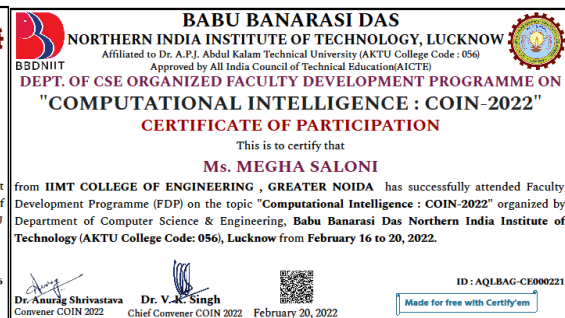 BABU BANARASI DAS
NORTHERN INDIA INSTITUTE OF TECHNOLOGY, LUCKNOW
Affiliated to Dr. A.P.J. Abdul Kalam Technical University (AKTU College Code : 056)
Approved by All India Council of Technical Education(AICTE)
BBDNIIT
DEPT. OF CSE ORGANIZED FACULTY DEVELOPMENT PROGRAMME ON
"COMPUTATIONAL INTELLIGENCE : COIN-2022"
CERTIFICATE OF PARTICIPATION
This is to certify that
Ms. MEGHA SALONI
from IIMT COLLEGE OF ENGINEERING , GREATER NOIDA has successfully attended Faculty
Development Programme (FDP) on the topic "Computational Intelligence : COIN-2022" organized by
Department of Computer Science & Engineering, Babu Banarasi Das Northern India Institute of
Technology (AKTU College Code: 056), Lucknow from February 16 to 20, 2022.
ID : AQLBAG-CE000221
Dr. Anurag Shrivastava Dr. V.K. Singh
Convener COIN 2022 Chief Convener COIN 2022 February 20, 2022
Made for free with Certify'em